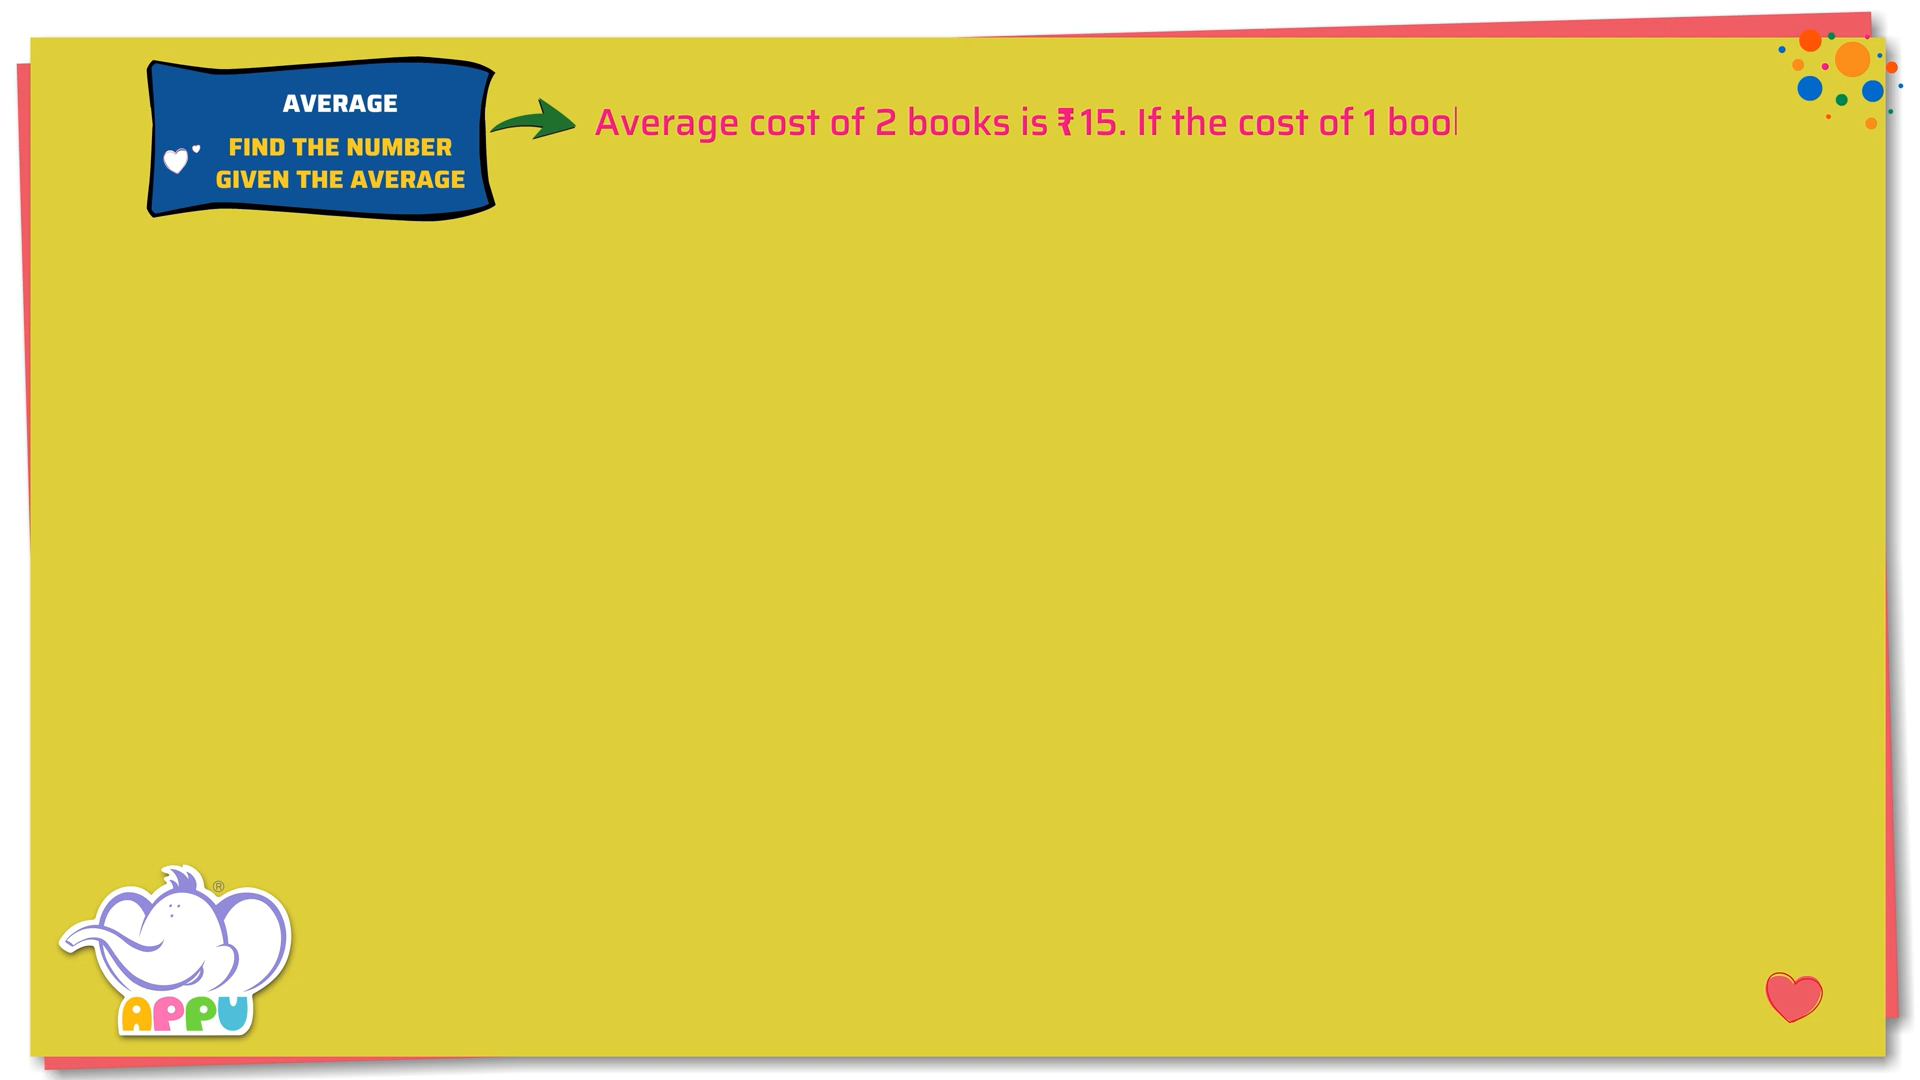 AVERAGE
FIND THE NUMBER
GIVEN THE AVERAGE
Average cost of 2 books is ₹15. If the cost of 1
®
APPU